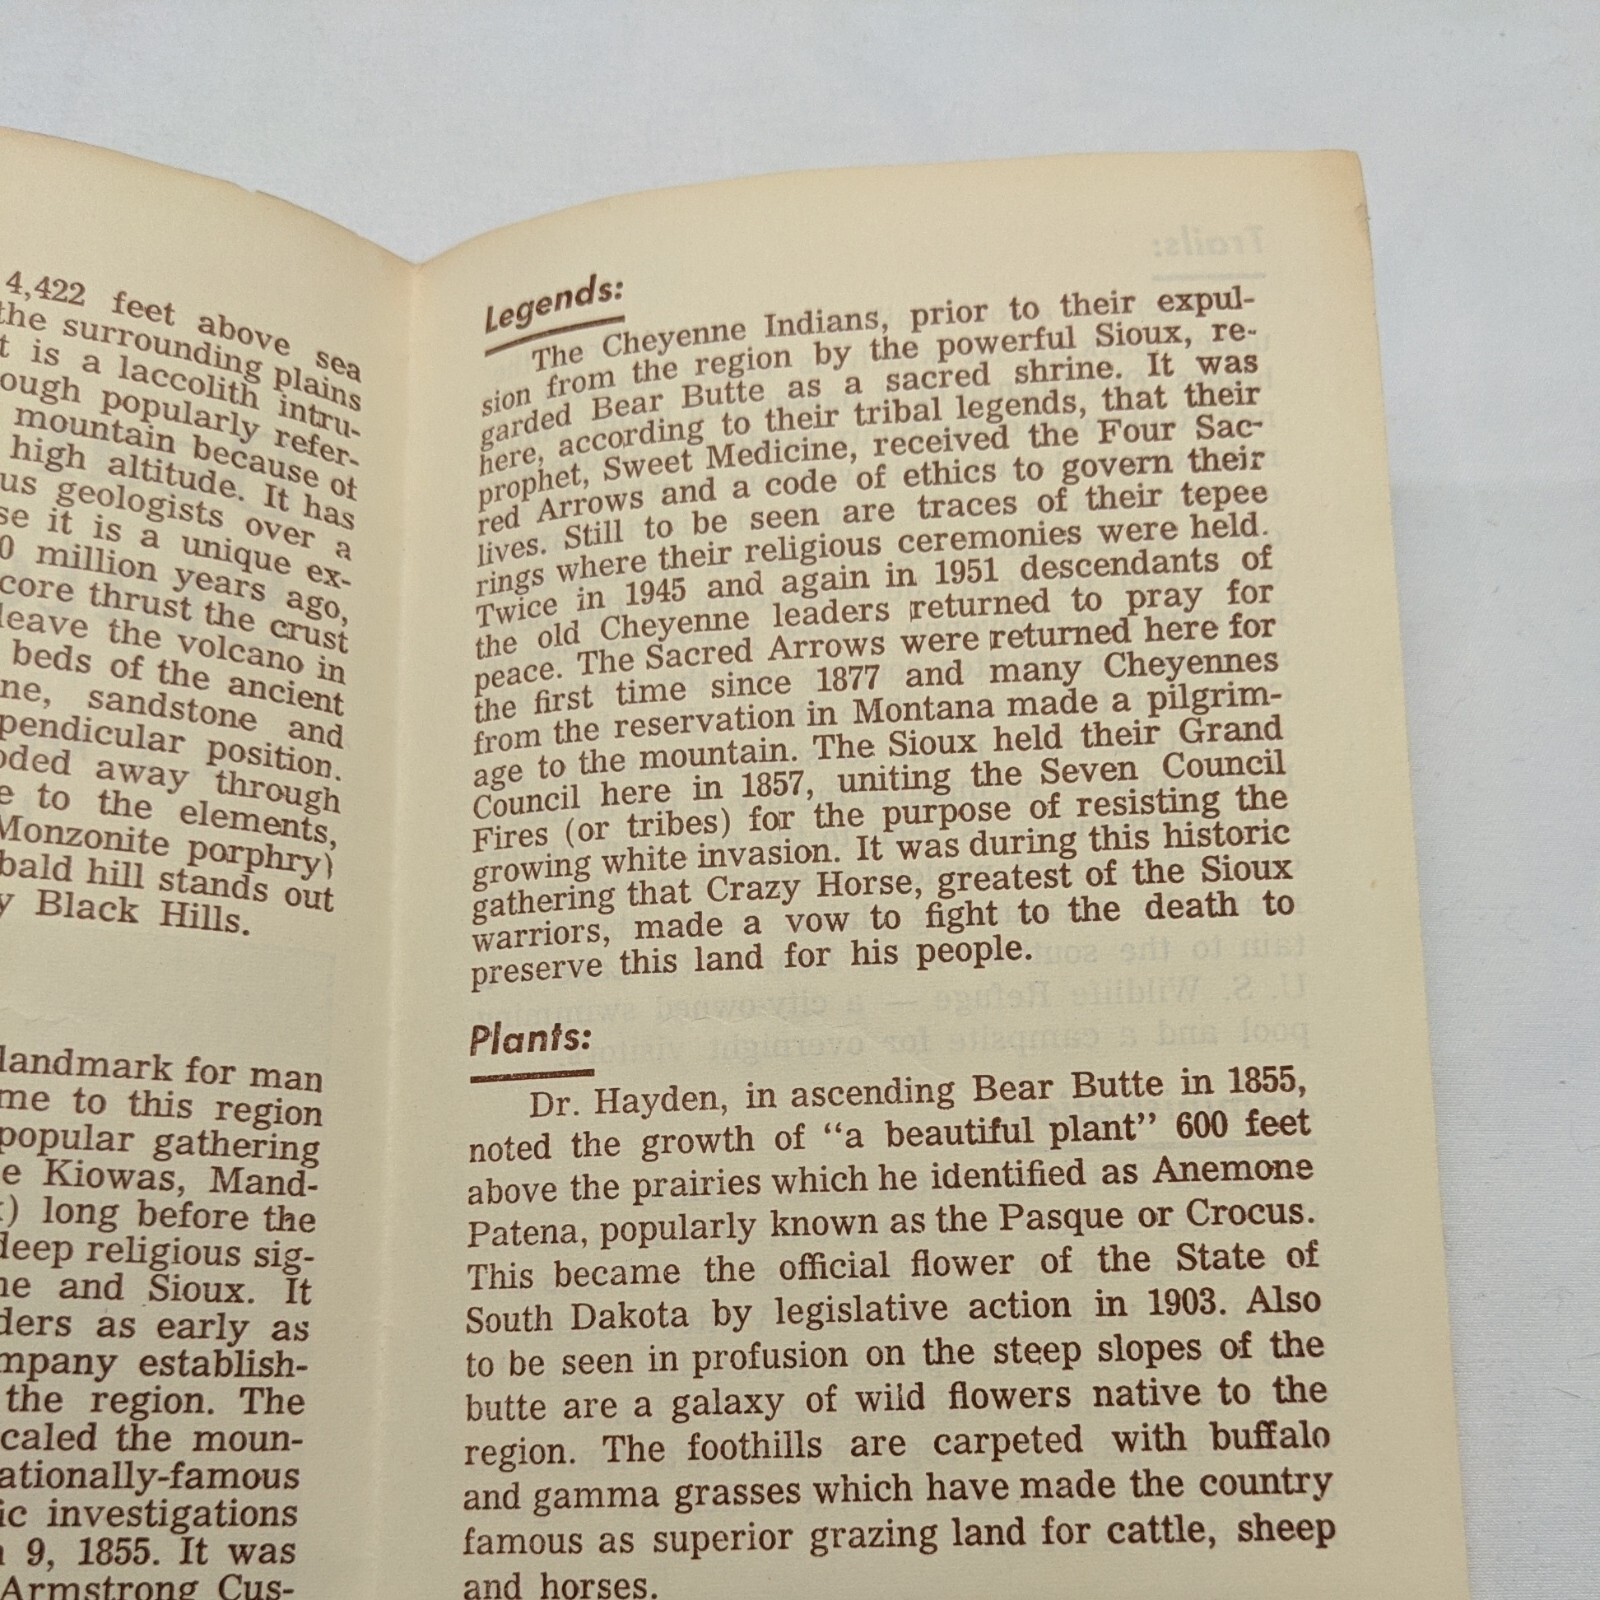 4,422 feet above sea
the surrounding plains
is a laccolith intru-
popularly refer-
mountain because of
high altitude. It has
geologists over a
it is a unique ex-
million years ago,
core thrust the crust
leave the volcano in
beds of the ancient
sandstone and
position.
away through
to the elements,
Monzonite porphry)
bald hill stands out
Black Hills.
landmark for man
to this region
popular gathering
Kiowas, Mand-
) long before the
deep religious sig-
and Sioux. It
as early as
establish-
the region. The
the moun-
ationally-famous
investigations
9, 1855. It was
Armstrong Cus-
Legends:
The Cheyenne Indians, prior to their expul-
sion from the region by the powerful Sioux, re-
garded Bear Butte as a sacred shrine. It was
here, according to their tribal legends, that their
prophet, Sweet Medicine, received the Four Sac-
red Arrows and a code of ethics to govern their
lives. Still to be seen are traces of their tepee
rings where their religious ceremonies were held.
Twice in 1945 and again in 1951 descendants of
the old Cheyenne leaders returned to pray for
peace. The Sacred Arrows were returned here for
the first time since 1877 and many Cheyennes
from the reservation in Montana made a pilgrim-
age to the mountain. The Sioux held their Grand
Council here in 1857, uniting the Seven Council
Fires (or tribes) for the purpose of resisting the
growing white invasion. It was during this historic
gathering that Crazy Horse, greatest of the Sioux
warriors, made a vow to fight to the death to
preserve this land for his people.
Plants:
Dr. Hayden, in ascending Bear Butte in 1855,
noted the growth of "a beautiful plant" 600 feet
above the prairies which he identified as Anemone
Patena, popularly known as the Pasque or Crocus.
This became the official flower of the State of
South Dakota by legislative action in 1903. Also
to be seen in profusion on the steep slopes of the
butte are a galaxy of wild flowers native to the
region. The foothills are carpeted with buffalo
and gamma grasses which have made the country
famous as superior grazing land for cattle, sheep
and horses.